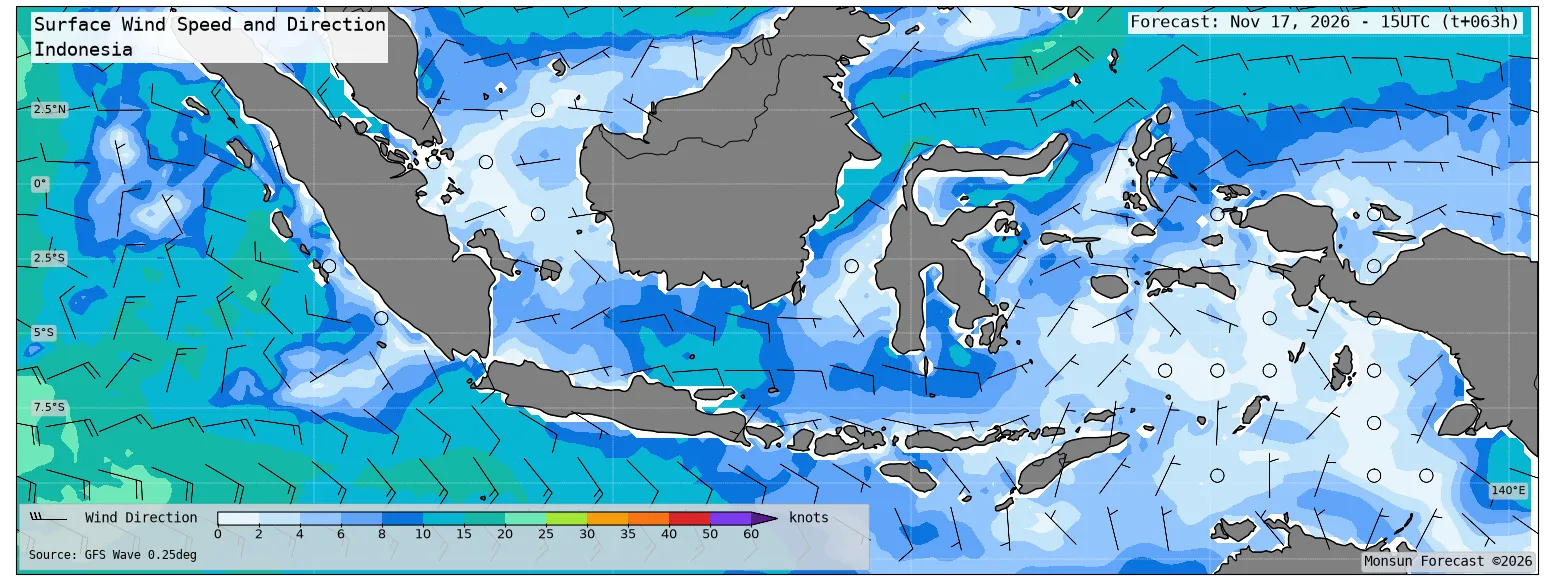 Surface Wind Speed and Direction
Indonesia
Forecast: Nov 17, 2026 - 15UTC (t+063h)
2.5°N
0°
2.5°S
5°S
7.5°S
140°E
Wind Direction
knots
0 2 4 6 8 10 15 20 25 30 35 40 50 60
Source: GFS Wave 0.25deg
Monsun Forecast ©2026